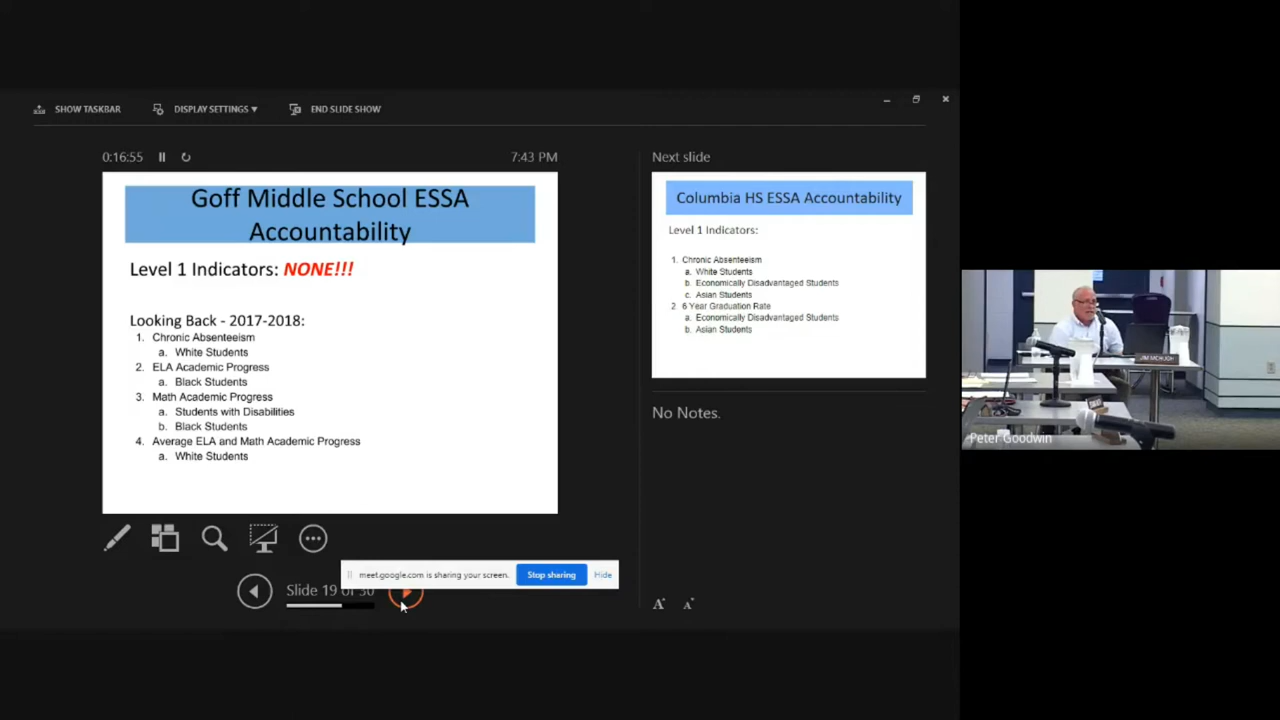 SHOW TASKBAR
DISPLAY SETTINGS
END SLIDE SHOW
0:16:55
7:43 PM
Goff Middle School ESSA
Accountability
Level 1 Indicators: NONE!!!
Looking Back - 2017-2018:
1. Chronic Absenteeism
a. White Students
2. ELA Academic Progress
a. Black Students
3. Math Academic Progress
a. Students with Disabilities
b. Black Students
4. Average ELA and Math Academic Progress
a. White Students
Next slide
Columbia HS ESSA Accountability
Level 1 Indicators:
1. Chronic Absenteeism
a. White Students
b. Economically Disadvantaged Students
c. Asian Students
2 6 Year Graduation Rate
a. Economically Disadvantaged Students
b. Asian Students
No Notes.
meet.google.com is sharing your screen.
Stop sharing
Hide
Slide 19 of 30
A A
JIM MCHUGH
Peter Goodwin